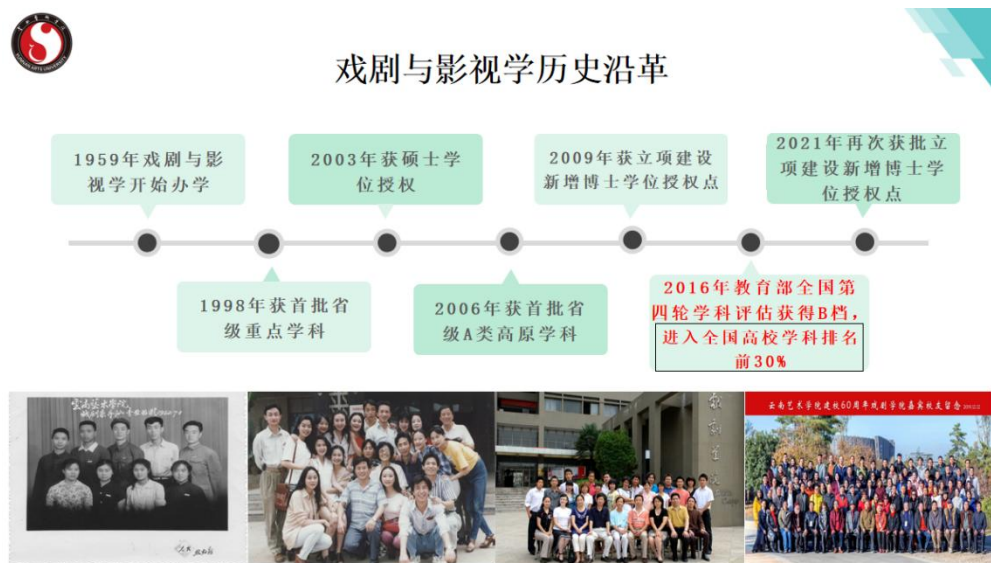 戏剧与影视学历史沿革
1959年戏剧与影
视学开始办学
2003年获硕士学
位授权
2009年获立项建设
新增博士学位授权点
2021年再次获批立
项建设新增博士学
位授权点
1998年获首批省
级重点学科
2006年获首批省
级A类高原学科
2016年教育部全国第
四轮学科评估获得B档，
进入全国高校学科排名
前30%
云南艺术学院
云南艺术学院建校60周年戏剧学院嘉宾校友留念